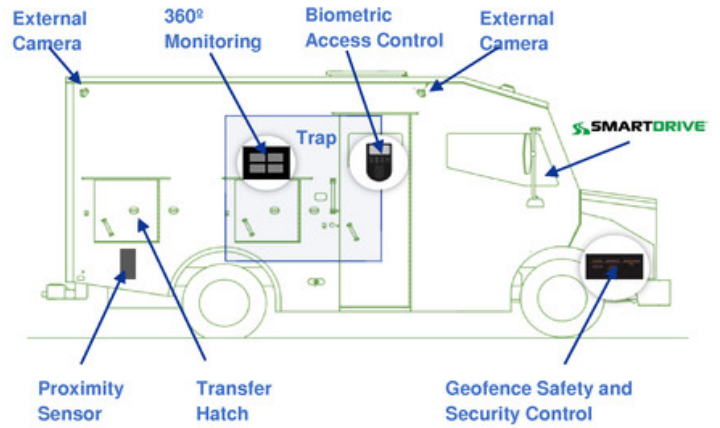 External
Camera
360º
Monitoring
Biometric
Access Control
External
Camera
SMARTDRIVE
Trap
Proximity
Sensor
Transfer
Hatch
Geofence Safety and
Security Control